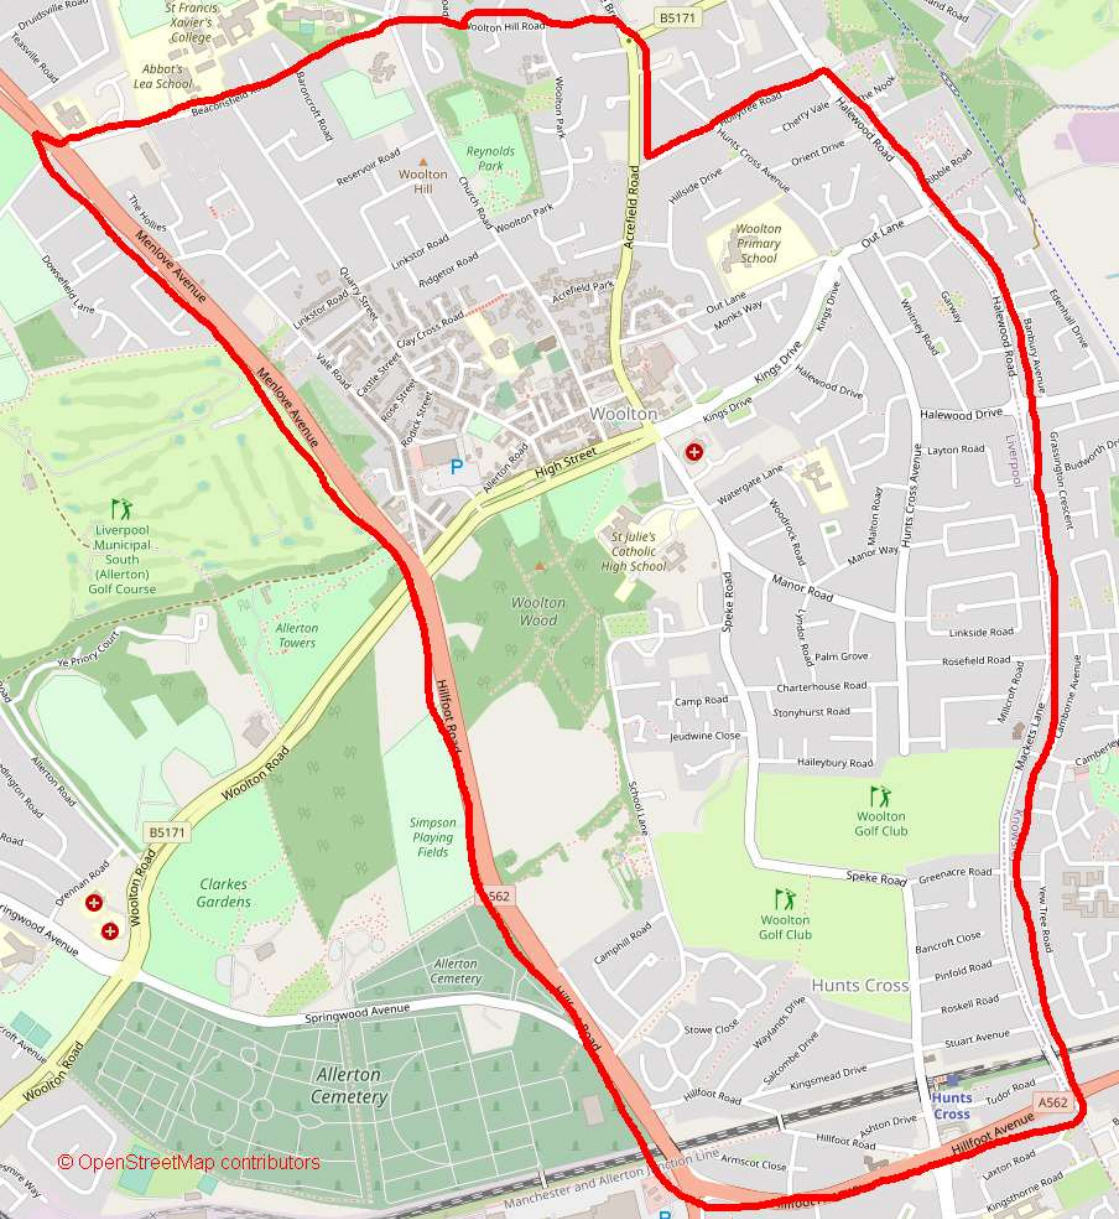 Druidsville Road
Teasville Road
St Francis
Xavier's
College
Abbot's
Lea School
Beaconsfield
Baroncroft Road
Woolton Hill Road
B5171
Woolton Park
Reservoir Road
Woolton
Hill
Reynolds
Park
Church Road
Woolton Park
Linkstor Road
Ridgetor Road
Acrefield Road
Hillside Drive
Hollytree Road
Hunts Cross Avenue
Cherry Vale
The Nook
Orient Drive
Halewood Road
Ribble Road
Woolton
Primary
School
Out Lane
The Hollies
Menlove Avenue
Dowsefield Lane
Quarry Street
Linkstor Road
Clay Cross Road
Acrefield Park
Out Lane
Monks Way
Kings Drive
Whitney Road
Garway
Halewood Road
Banbury Avenue
Edenhall Drive
Vale Road
Castle Street
Rose Street
Rodick Street
Menlove Avenue
Kings Drive
Halewood Drive
Kings Drive
Woolton
Halewood Drive
Allerton Road
High Street
P
Layton Road
Liverpool
Grassington Crescent
Budworth Dr
Watergate Lane
Woodrock Road
Malton Road
Manor Way
Hunts Cross Avenue
Liverpool
Municipal
South
(Allerton)
Golf Course
St Julie's
Catholic
High School
Woolton
Wood
Manor Road
Speke Road
Allerton
Towers
Lyndor Road
Linkside Road
Palm Grove
Rosefield Road
Ye Priory Court
Hillfoot Road
Camp Road
Charterhouse Road
Stonyhurst Road
Millcroft Road
Mackets Lane
Camborne Avenue
Jeudwine Close
Haileybury Road
Allerton Road
Woolton Road
School Lane
Woolton
Golf Club
B5171
Simpson
Playing
Fields
Drennan Road
Woolton Road
Clarkes
Gardens
Springwood Avenue
Speke Road
Greenacre Road
Yew Tree Road
Woolton
Golf Club
Camphill Road
Bancroft Close
Pinfold Road
Allerton
Cemetery
Hunts Cross
Roskell Road
Springwood Avenue
Hillfoot Road
Stowe Close
Waylands Drive
Salcombe Drive
Stuart Avenue
Kingsmead Drive
Woolton Road
Allerton
Cemetery
Hillfoot Road
Hunts
Cross
Tudor Road
A562
Ashton Drive
Hillfoot Road
Hillfoot Avenue
Armscot Close
Laxton Road
Kingsthorne Road
Manchester and Allerton Junction Line
P
© OpenStreetMap contributors